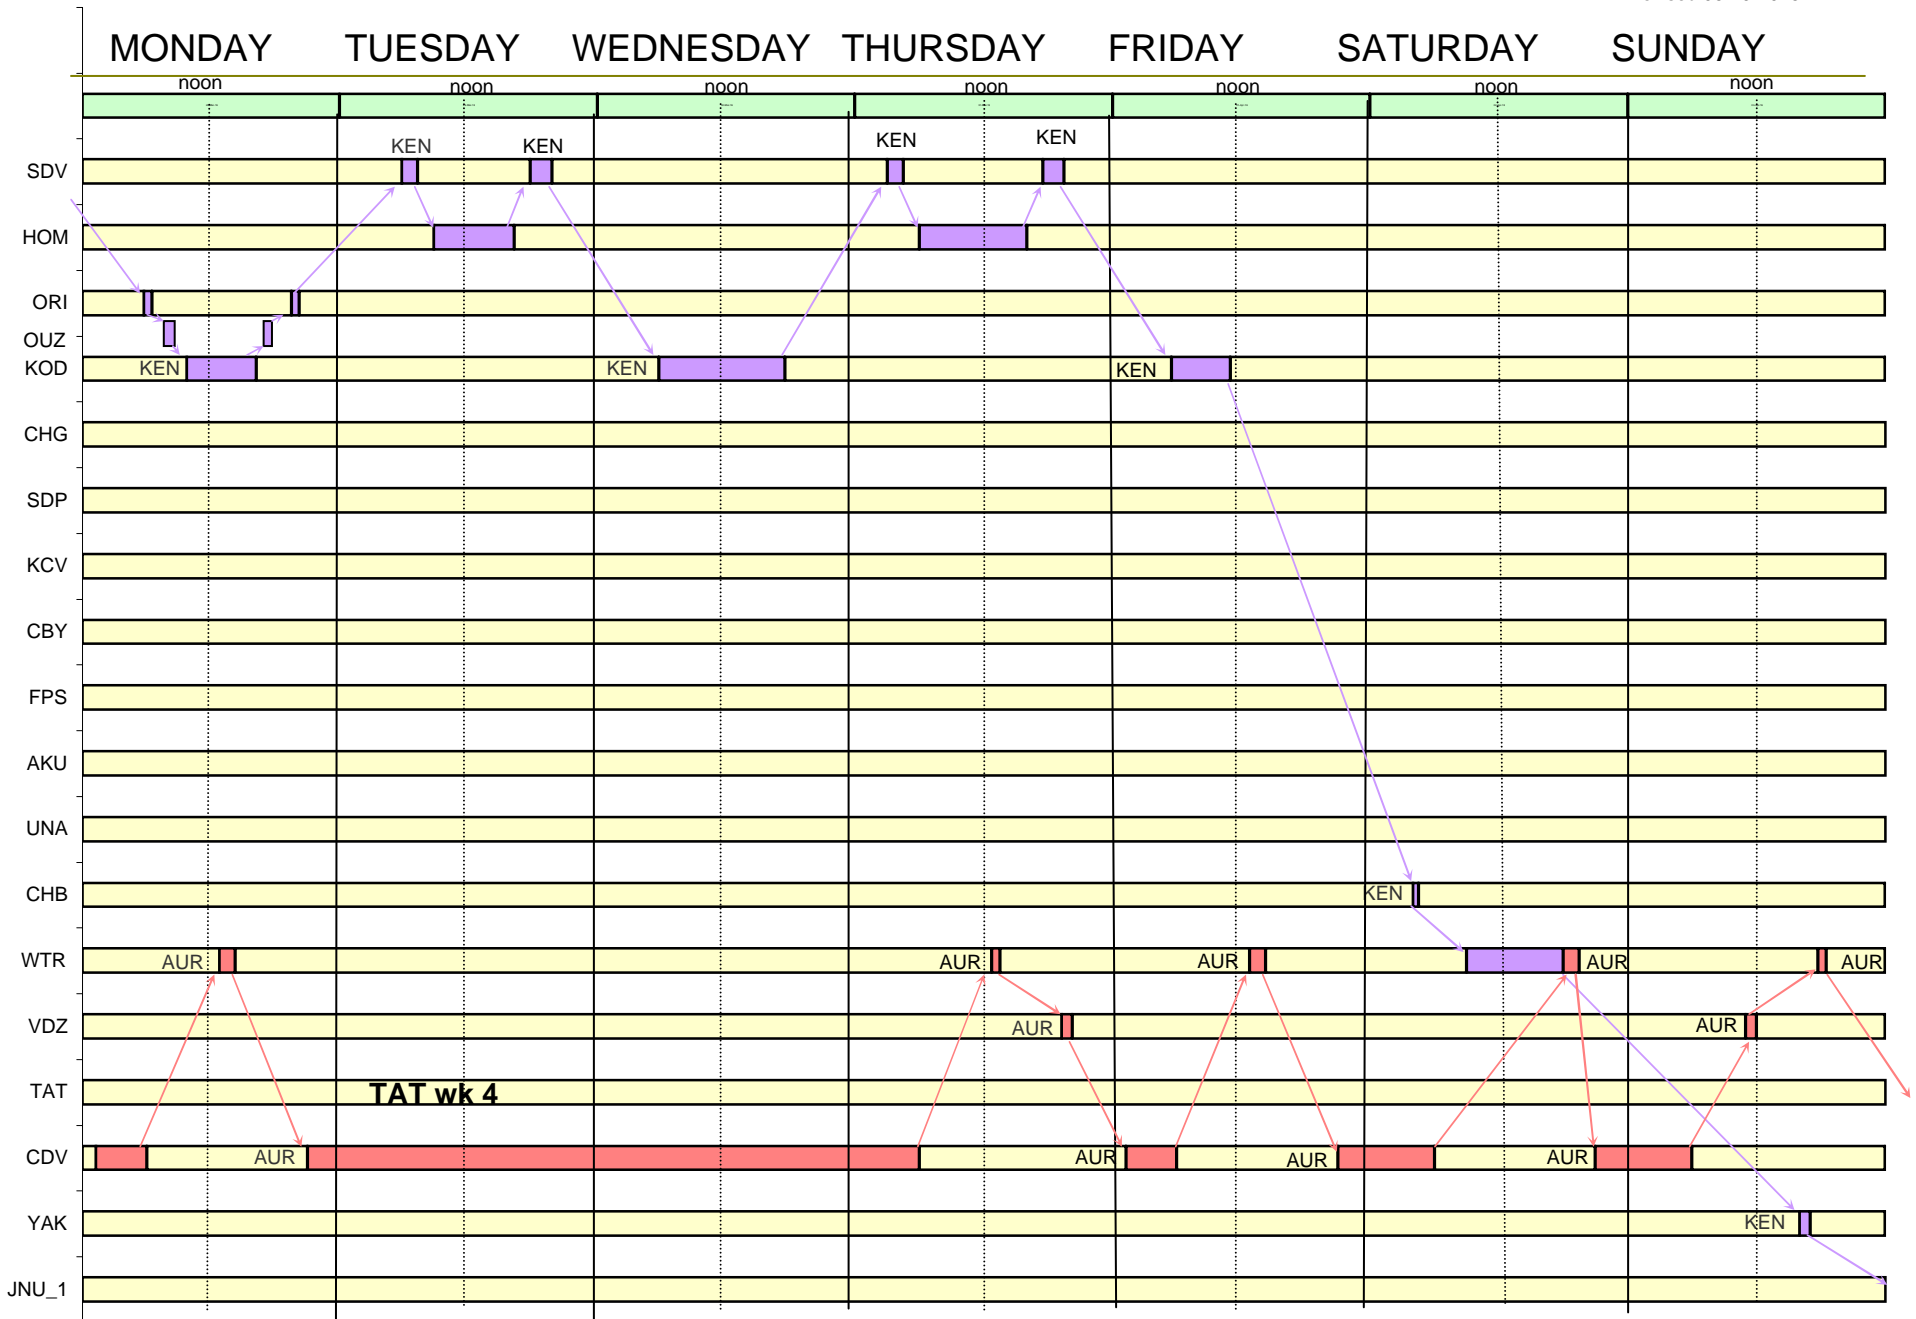 MONDAY TUESDAY WEDNESDAY THURSDAY FRIDAY SATURDAY SUNDAY
noon noon noon noon noon noon noon
KEN KEN KEN KEN
SDV
HOM
ORI
OUZ
KOD KEN KEN KEN
CHG
SDP
KCV
CBY
FPS
AKU
UNA
CHB KEN
WTR AUR AUR AUR AUR AUR
VDZ AUR AUR
TAT TAT wk 4
CDV AUR AUR AUR AUR
YAK KEN
JNU_1